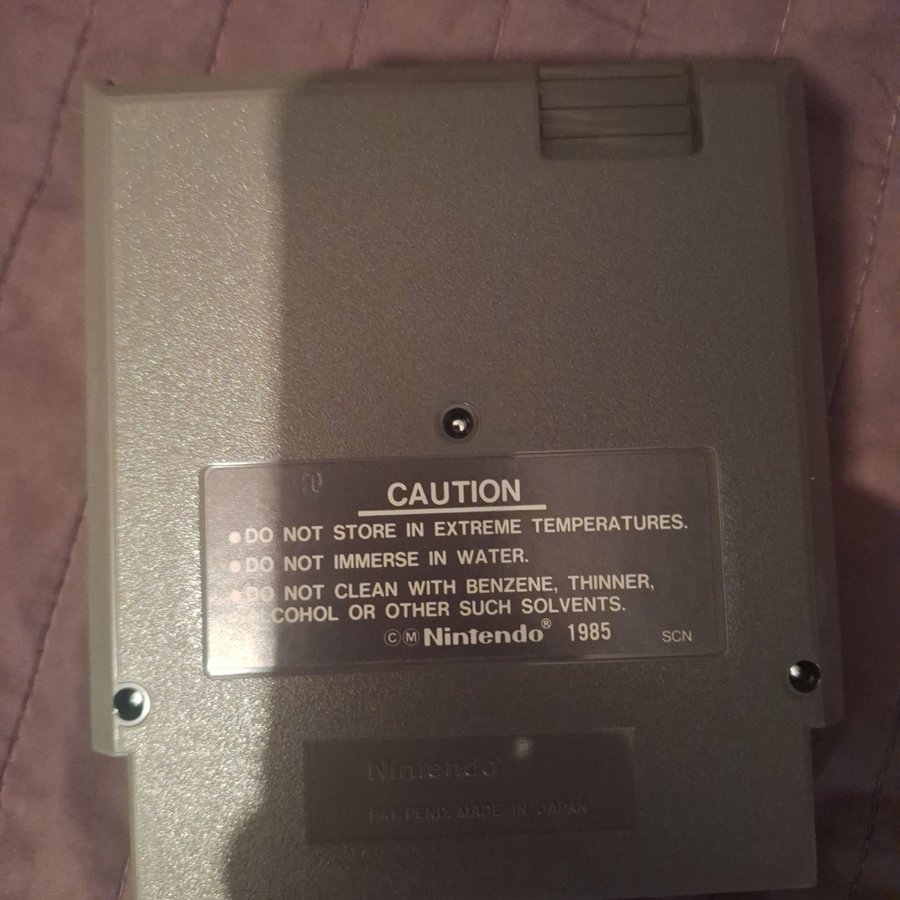 20
CAUTION
● DO NOT STORE IN EXTREME TEMPERATURES.
● DO NOT IMMERSE IN WATER.
● DO NOT CLEAN WITH BENZENE, THINNER,
COHOL OR OTHER SUCH SOLVENTS.
©Ⓜ Nintendo® 1985 SCN
Nintendo®
PAT. PEND. MADE IN JAPAN